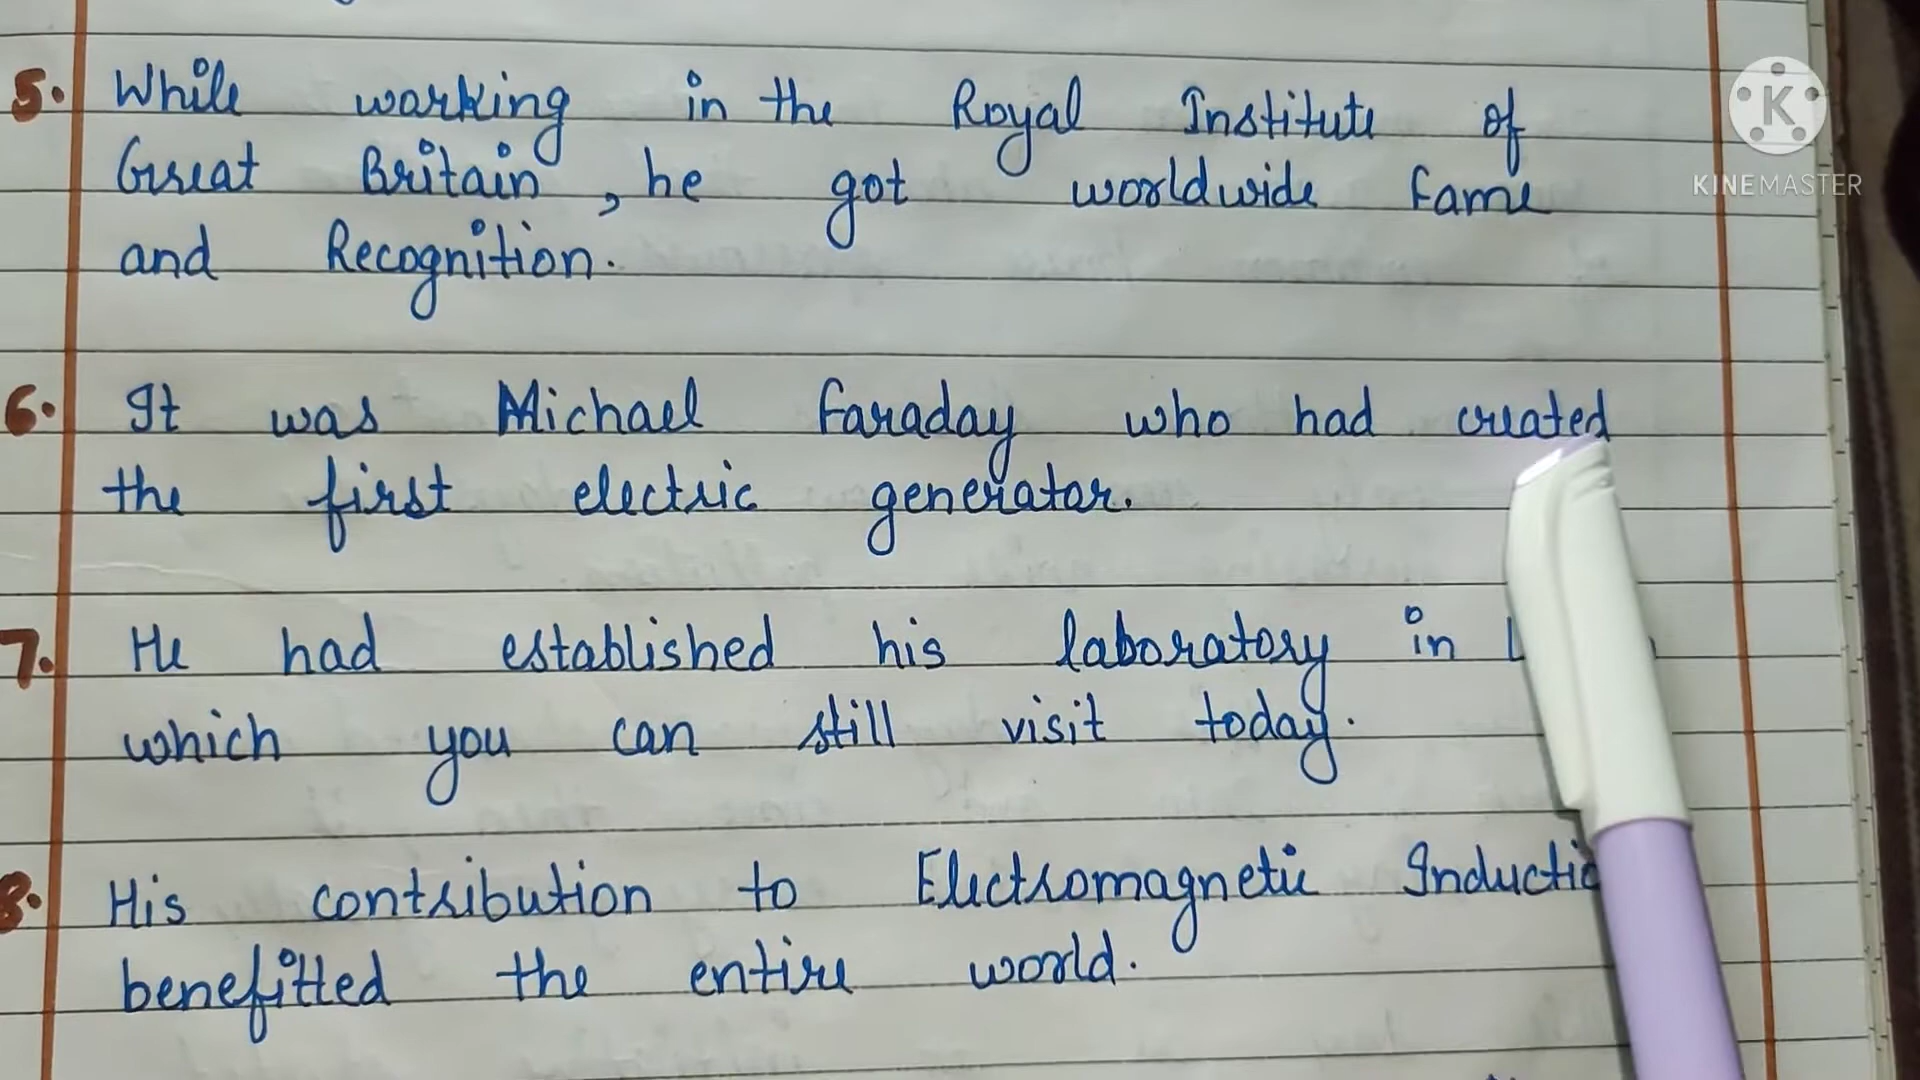 5. While working in the Royal Institute of
Great Britain, he got worldwide fame
and Recognition.
6. It was Michael Faraday who had created
the first electric generator.
7. He had established his laboratory in
which you can still visit today.
8. His contribution to Electromagnetic
benefitted the entire world.
KINEMASTER